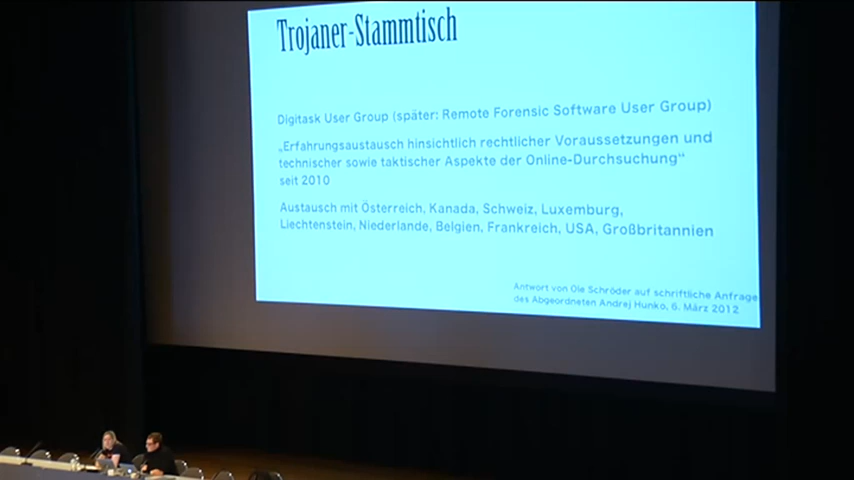 Trojaner-Stammtisch
Digitask User Group (später: Remote Forensic Software User Group)
„Erfahrungsaustausch hinsichtlich rechtlicher Voraussetzungen und
technischer sowie taktischer Aspekte der Online-Durchsuchung“
seit 2010
Austausch mit Österreich, Kanada, Schweiz, Luxemburg,
Liechtenstein, Niederlande, Belgien, Frankreich, USA, Großbritannien
Antwort von Ole Schröder auf schriftliche Anfrage
des Abgeordneten Andrej Hunko, 6. März 2012